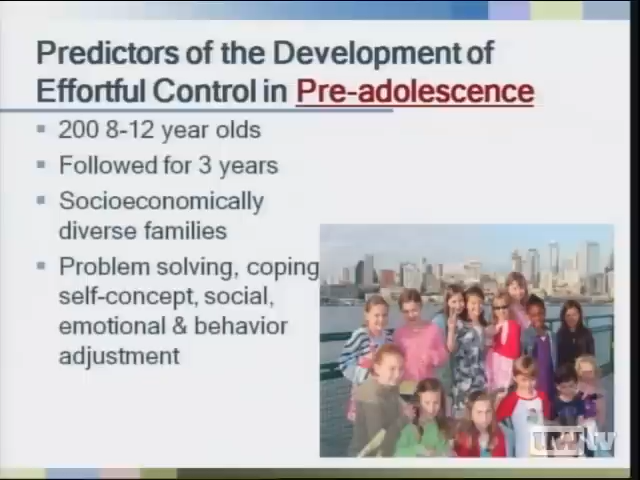 Predictors of the Development of
Effortful Control in Pre-adolescence
▪ 200 8-12 year olds
▪ Followed for 3 years
▪ Socioeconomically
diverse families
▪ Problem solving, coping
self-concept, social,
emotional & behavior
adjustment